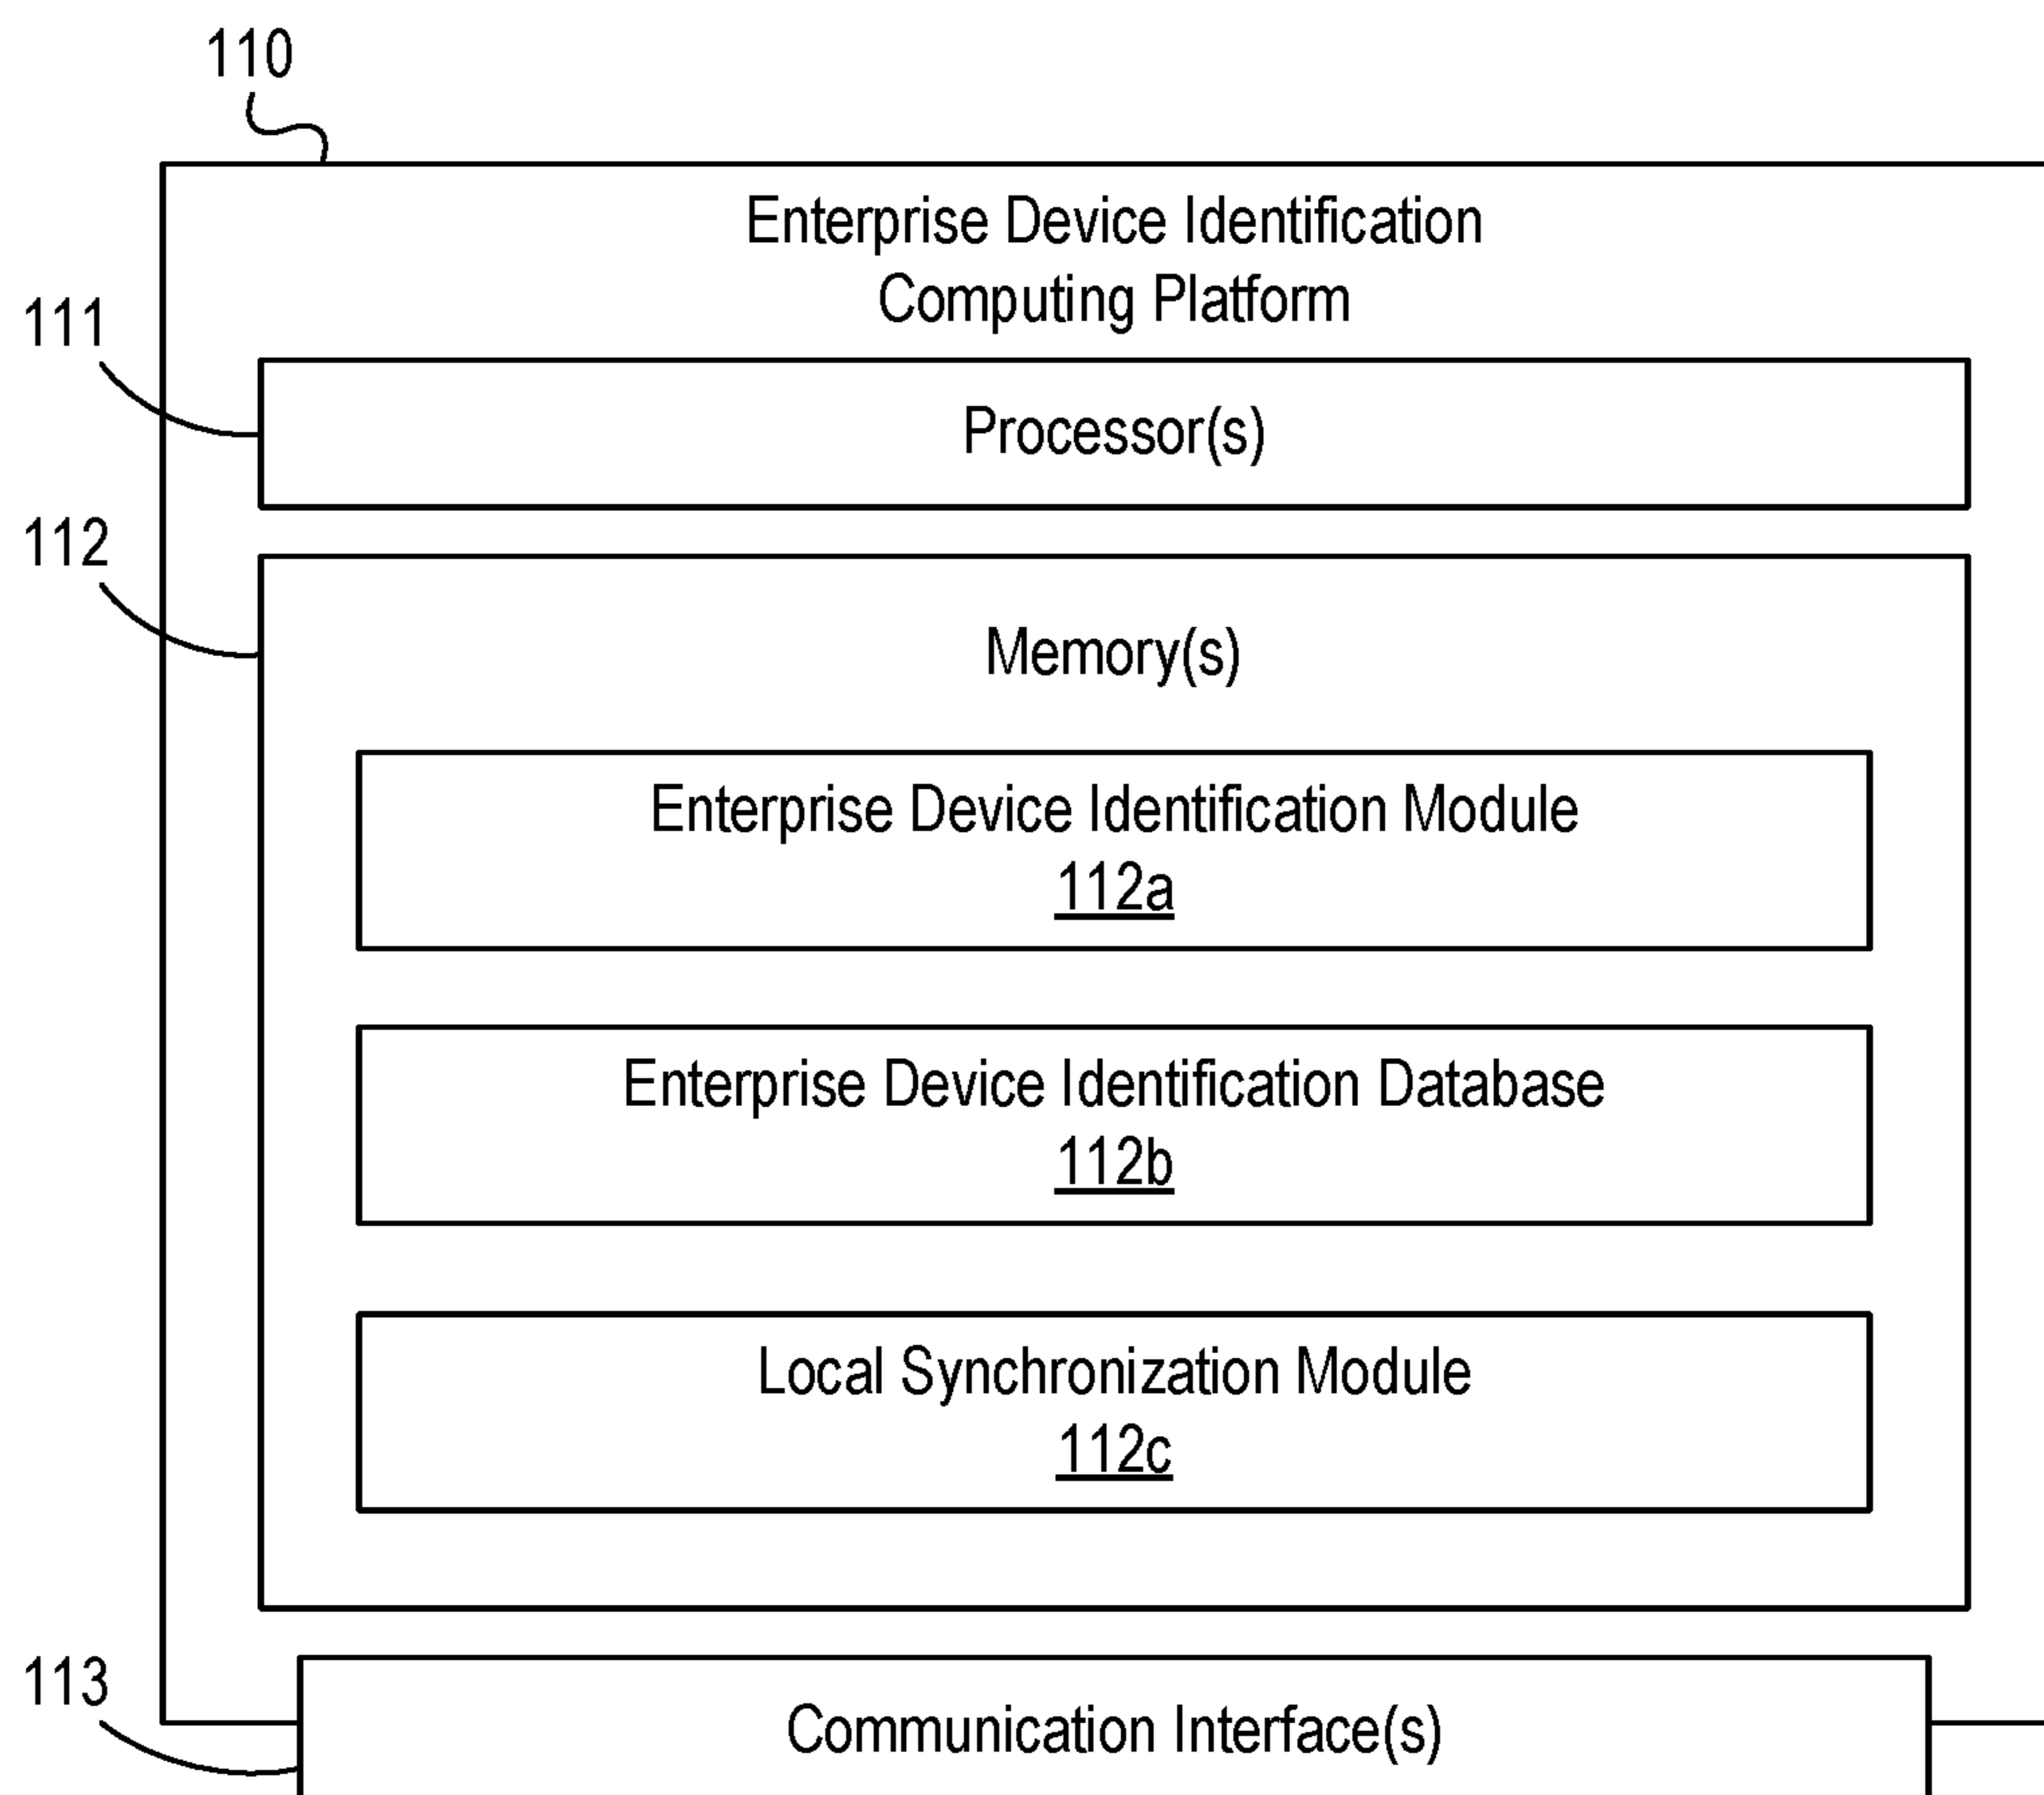 110
Enterprise Device Identification
Computing Platform
111
Processor(s)
112
Memory(s)
Enterprise Device Identification Module
112a
Enterprise Device Identification Database
112b
Local Synchronization Module
112c
113
Communication Interface(s)